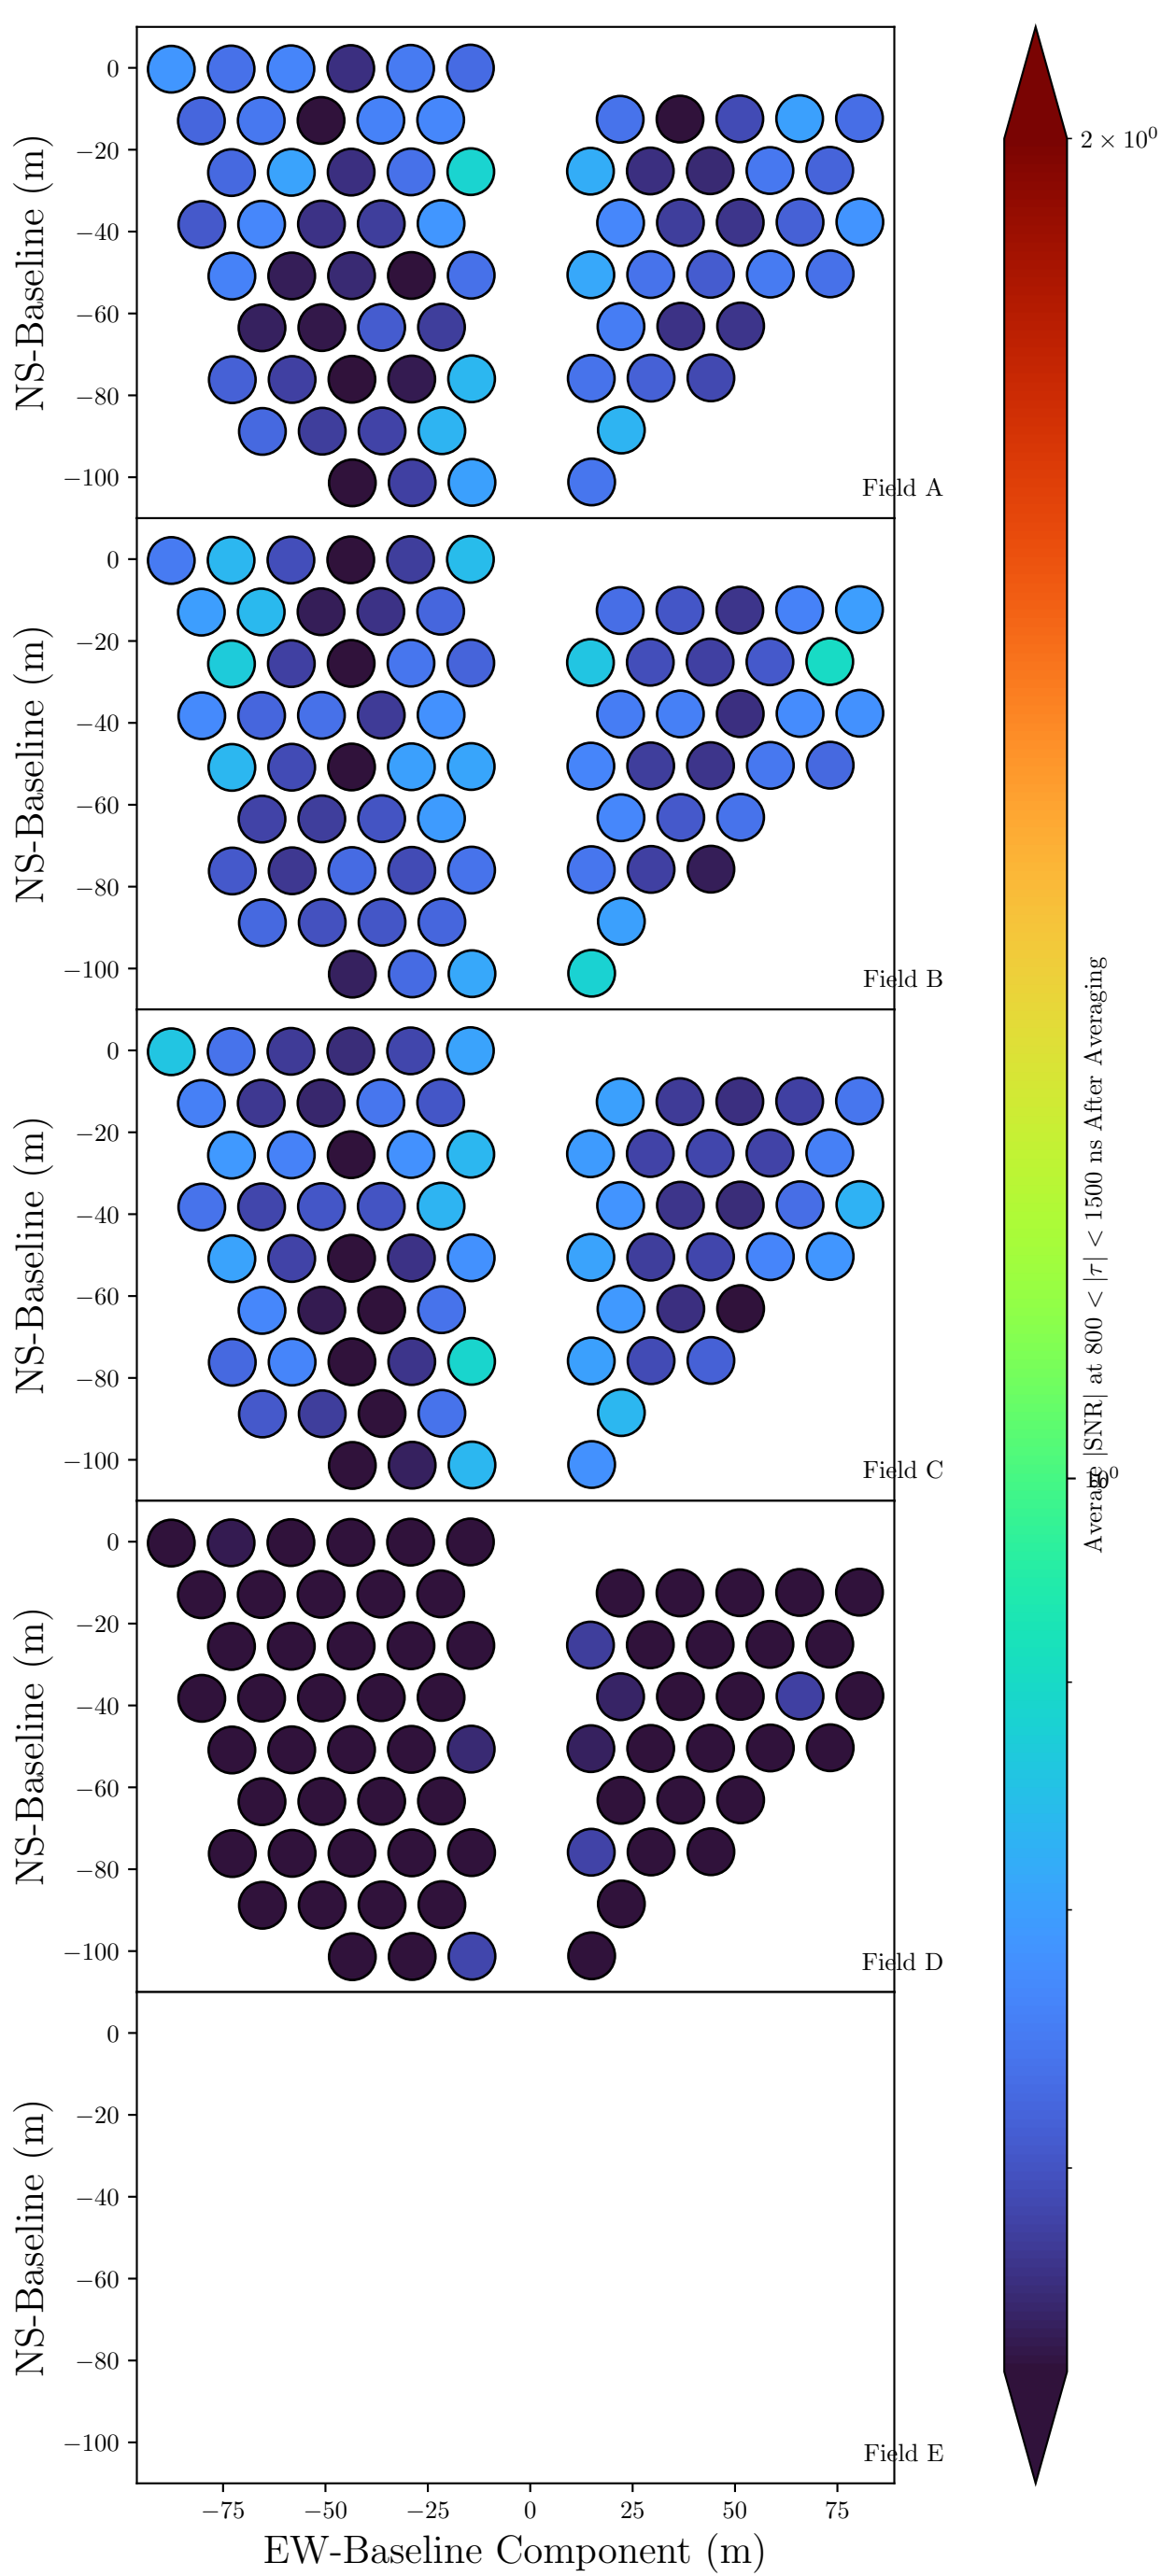 0
−20
−40
−60
−80
−100
NS-Baseline (m)
Field A
0
−20
−40
−60
−80
−100
NS-Baseline (m)
Field B
0
−20
−40
−60
−80
−100
NS-Baseline (m)
Field C
0
−20
−40
−60
−80
−100
NS-Baseline (m)
Field D
0
−20
−40
−60
−80
−100
NS-Baseline (m)
Field E
−75 −50 −25 0 25 50 75
EW-Baseline Component (m)
2 × 10⁰
10⁰
Average |SNR| at 800 < |τ| < 1500 ns After Averaging